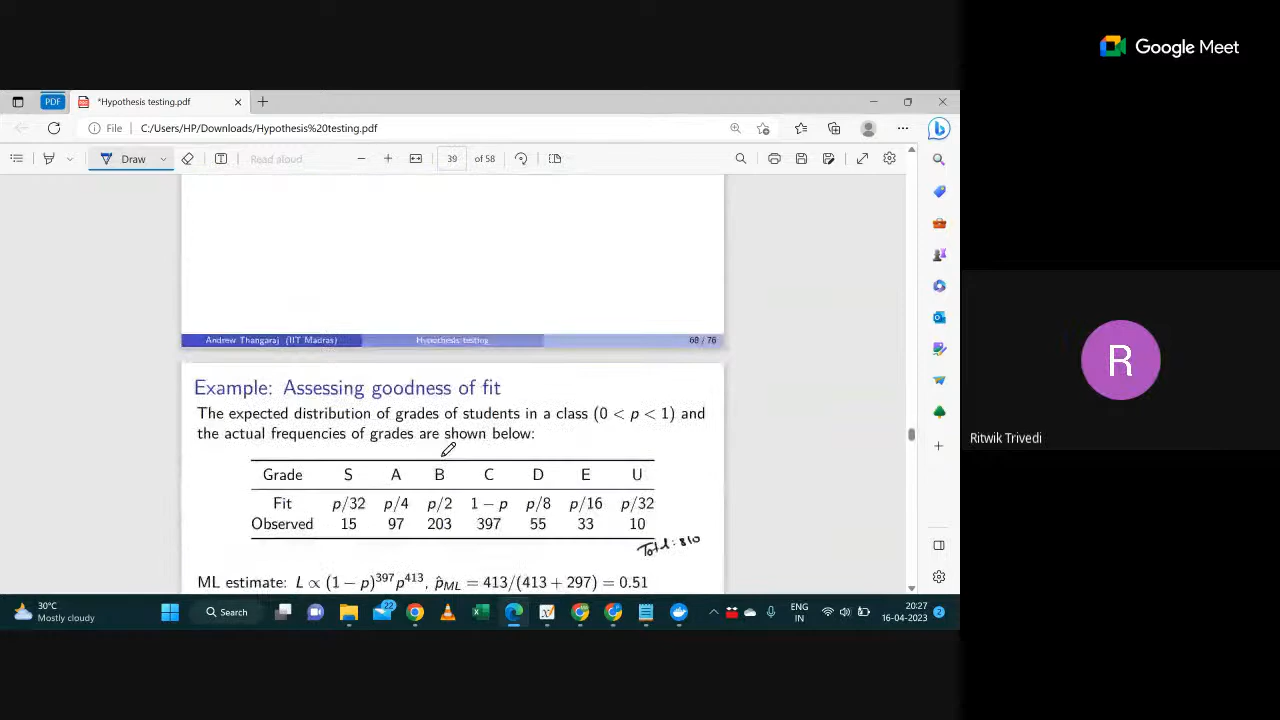 Google Meet
PDF
*Hypothesis testing.pdf
File
C:/Users/HP/Downloads/Hypothesis%20testing.pdf
Draw
Read aloud
39
of 58
Andrew Thangaraj (IIT Madras)
Hypothesis testing
68 / 76
Example: Assessing goodness of fit
The expected distribution of grades of students in a class (0 < p < 1) and
the actual frequencies of grades are shown below:
Grade S A B C D E U
Fit p/32 p/4 p/2 1 − p p/8 p/16 p/32
Observed 15 97 203 397 55 33 10
Total: 810
ML estimate: L ∝ (1 − p)^397 p^413, p̂_ML = 413/(413 + 297) = 0.51
R
Ritwik Trivedi
30°C
Mostly cloudy
Search
22
ENG
IN
20:27
16-04-2023
2